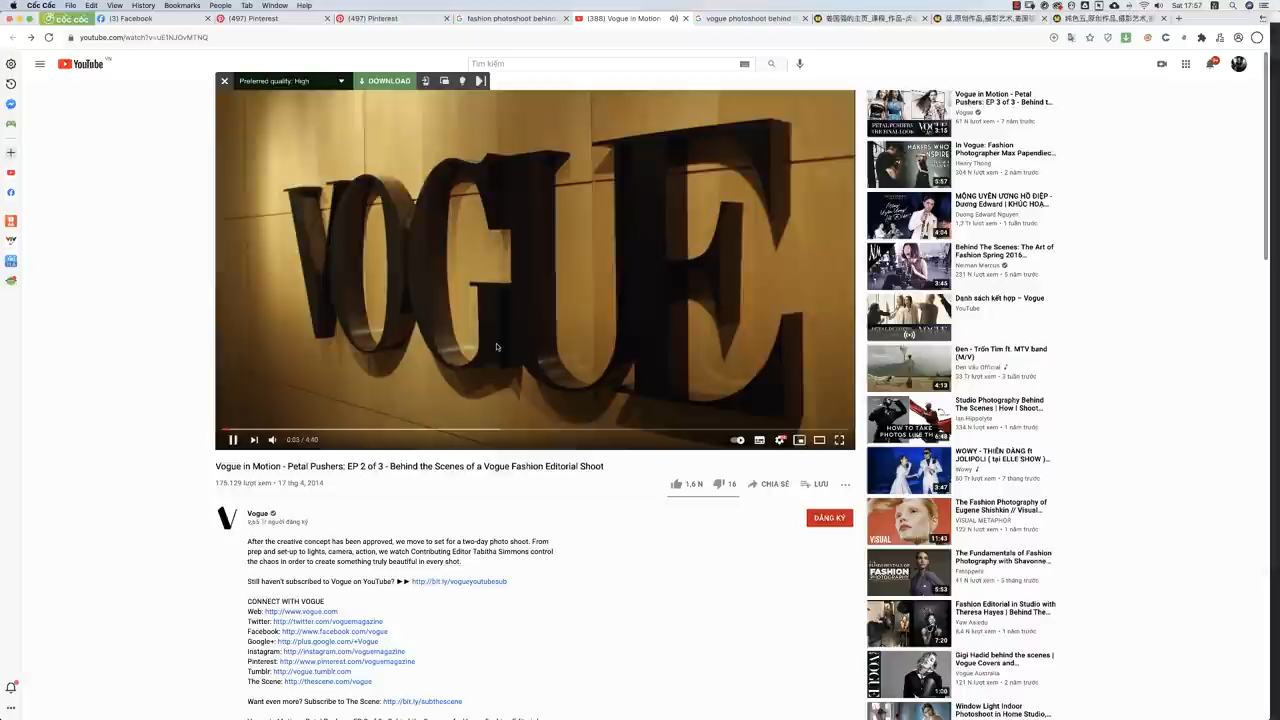 Cốc Cốc File Edit View History Bookmarks People Tab Window Help
Sat 17:57
(3) Facebook
(497) Pinterest
(497) Pinterest
fashion photoshoot behind
(388) Vogue in Motion
vogue photoshoot behind
youtube.com/watch?v=uE1NJOvMTNQ
YouTube VN
Tìm kiếm
Preferred quality: High
DOWNLOAD
VOGUE
0:03 / 4:40
Vogue in Motion - Petal Pushers: EP 2 of 3 - Behind the Scenes of a Vogue Fashion Editorial Shoot
175.129 lượt xem • 17 thg 4, 2014
1,6 N
16
CHIA SẺ
LƯU
Vogue
Tr người đăng ký
ĐĂNG KÝ
After the creative concept has been approved, we move to set for a two-day photo shoot. From
prep and set-up to lights, camera, action, we watch Contributing Editor Tabitha Simmons control
the chaos in order to create something truly beautiful in every shot.
Still haven't subscribed to Vogue on YouTube? ►► http://bit.ly/vogueyoutubesub
CONNECT WITH VOGUE
Web: http://www.vogue.com
Twitter: http://twitter.com/voguemagazine
Facebook: http://www.facebook.com/vogue
Google+: http://plus.google.com/+Vogue
Instagram: http://instagram.com/voguemagazine
Pinterest: http://www.pinterest.com/voguemagazine
Tumblr: http://vogue.tumblr.com
The Scene: http://thescene.com/vogue
Want even more? Subscribe to The Scene: http://bit.ly/subthescene
Vogue in Motion - Petal
Pushers: EP 3 of 3 - Behind t...
Vogue
61 N lượt xem • 7 năm trước
3:15
In Vogue: Fashion
Photographer Max Papendiec...
Henry Thong
304 N lượt xem • 2 năm trước
MAKERS WHO
INSPIRE
5:57
MỘNG UYÊN ƯƠNG HỒ ĐIỆP -
Dương Edward | KHÚC HOA...
Duong Edward Nguyen
1,2 Tr lượt xem • 1 tuần trước
4:04
Behind The Scenes: The Art of
Fashion Spring 2016...
Neiman Marcus
231 N lượt xem • 5 năm trước
3:45
Danh sách kết hợp – Vogue
YouTube
Đen - Trốn Tìm ft. MTV band
(M/V)
Đen Vâu Official
33 Tr lượt xem • 3 tuần trước
4:13
Studio Photography Behind
The Scenes | How I Shoot...
Ian Hippolyte
334 N lượt xem • 1 năm trước
HOW TO TAKE
PHOTOS LIKE TH
6:48
WOWY - THIÊN ĐÀNG ft
JOLIPOLI ( tại ELLE SHOW )...
Wowy
60 Tr lượt xem • 7 tháng trước
3:47
The Fashion Photography of
Eugene Shishkin // Visual...
VISUAL METAPHOR
122 N lượt xem • 1 năm trước
VISUAL
11:43
The Fundamentals of Fashion
Photography with Shavonne...
Fstoppers
41 N lượt xem • 5 tháng trước
FASHION
5:53
Fashion Editorial in Studio with
Theresa Hayes | Behind The...
Yaw Asiedu
8,4 N lượt xem • 1 năm trước
7:20
Gigi Hadid behind the scenes |
Vogue Covers and...
Vogue Australia
121 N lượt xem • 2 năm trước
VOGUE
1:00
Window Light Indoor
Photoshoot in Home Studio,...